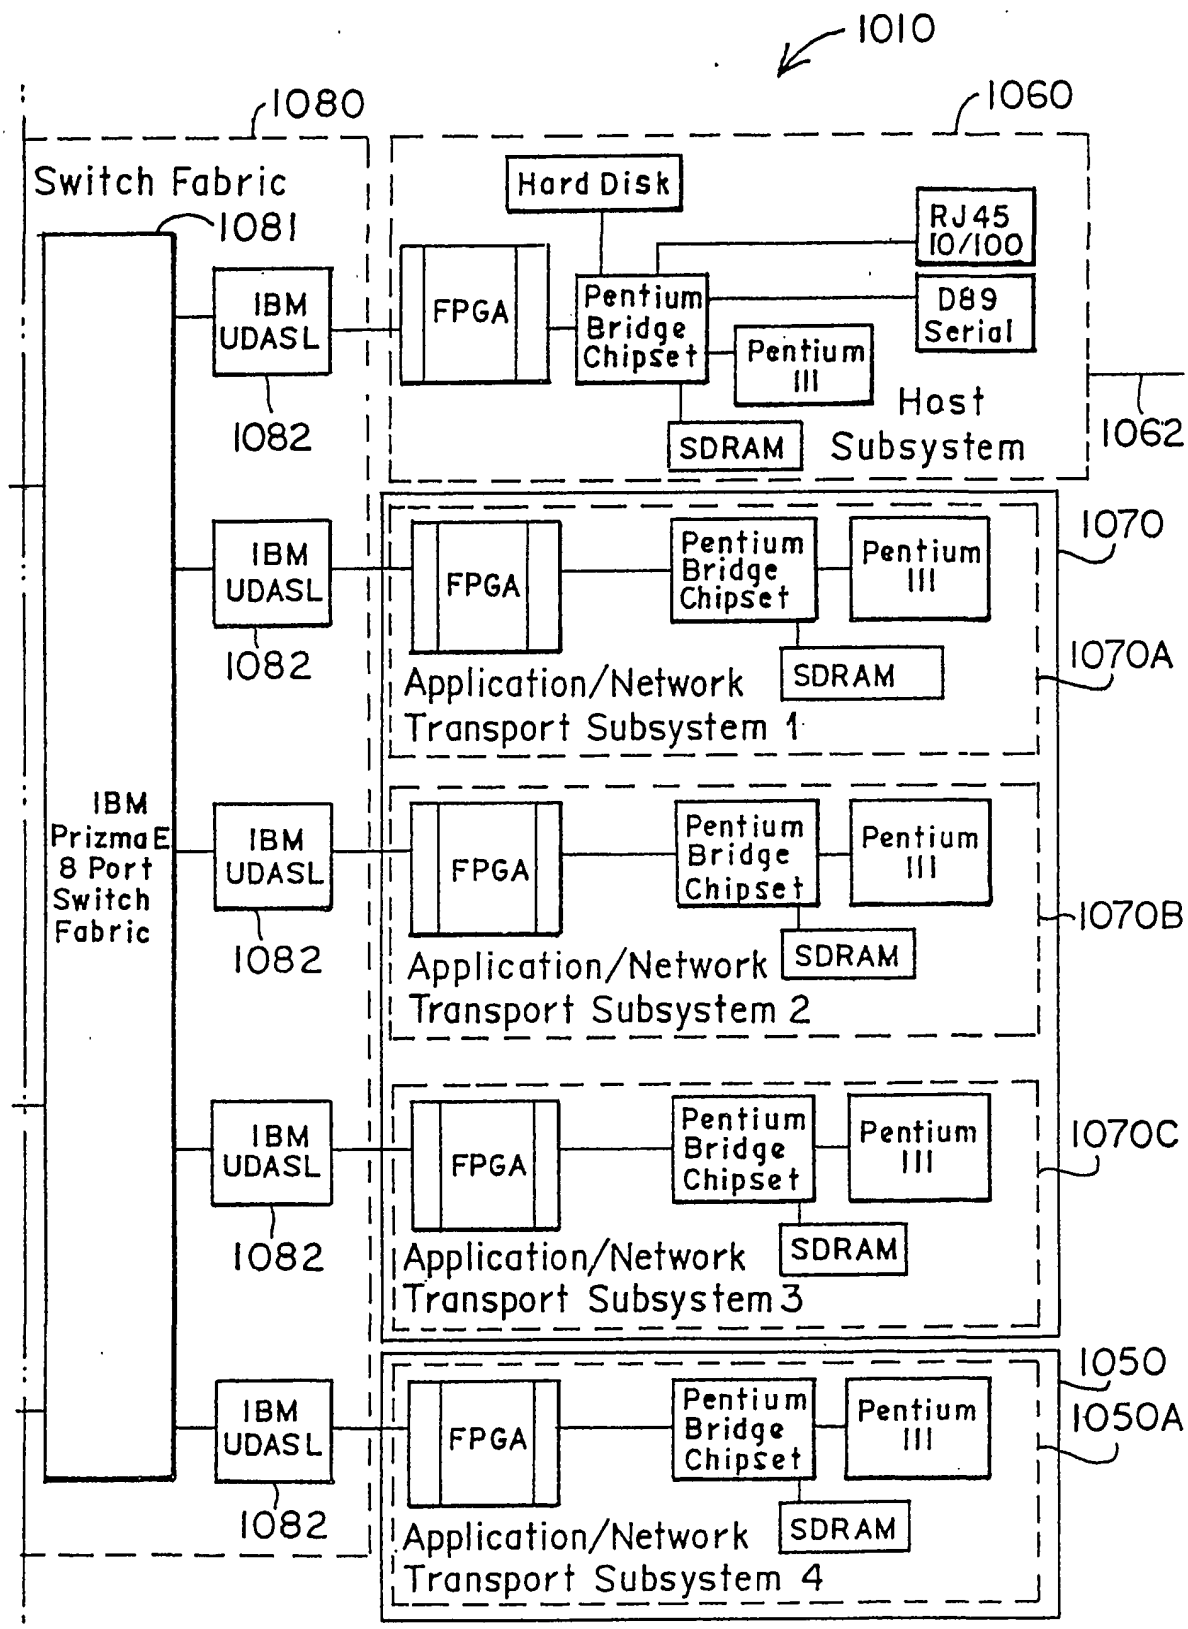 1010
1080
1060
Switch Fabric
1081
Hard Disk
RJ45
10/100
IBM
UDASL
FPGA
Pentium
Bridge
Chipset
D89
Serial
Pentium
III
1082
SDRAM
Host
Subsystem
1062
IBM
UDASL
FPGA
Pentium
Bridge
Chipset
Pentium
III
1070
1082
SDRAM
1070A
Application/Network
Transport Subsystem 1
IBM
PrizmaE
8 Port
Switch
Fabric
IBM
UDASL
FPGA
Pentium
Bridge
Chipset
Pentium
III
1082
SDRAM
1070B
Application/Network
Transport Subsystem 2
IBM
UDASL
FPGA
Pentium
Bridge
Chipset
Pentium
III
1070C
1082
SDRAM
Application/Network
Transport Subsystem 3
1050
IBM
UDASL
FPGA
Pentium
Bridge
Chipset
Pentium
III
1050A
1082
SDRAM
Application/Network
Transport Subsystem 4